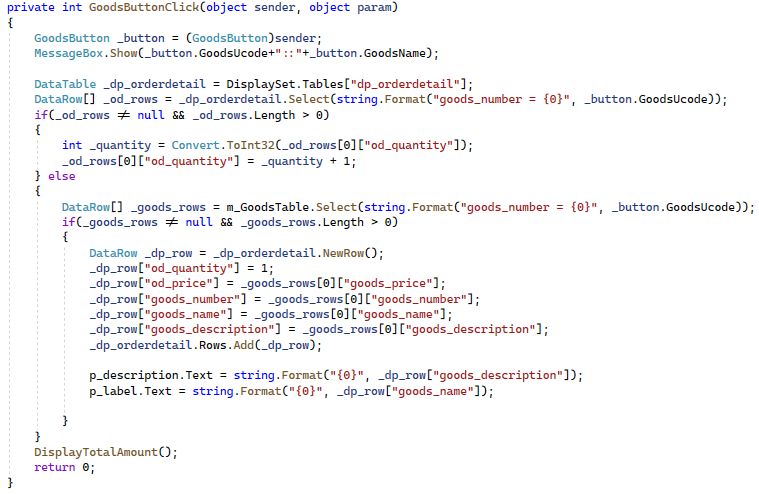 private int GoodsButtonClick(object sender, object param)
{
    GoodsButton _button = (GoodsButton)sender;
    MessageBox.Show(_button.GoodsUcode+"::"+_button.GoodsName);

    DataTable _dp_orderdetail = DisplaySet.Tables["dp_orderdetail"];
    DataRow[] _od_rows = _dp_orderdetail.Select(string.Format("goods_number = {0}", _button.GoodsUcode));
    if(_od_rows ≠ null && _od_rows.Length > 0)
    {
        int _quantity = Convert.ToInt32(_od_rows[0]["od_quantity"]);
        _od_rows[0]["od_quantity"] = _quantity + 1;
    } else
    {
        DataRow[] _goods_rows = m_GoodsTable.Select(string.Format("goods_number = {0}", _button.GoodsUcode));
        if(_goods_rows ≠ null && _goods_rows.Length > 0)
        {
            DataRow _dp_row = _dp_orderdetail.NewRow();
            _dp_row["od_quantity"] = 1;
            _dp_row["od_price"] = _goods_rows[0]["goods_price"];
            _dp_row["goods_number"] = _goods_rows[0]["goods_number"];
            _dp_row["goods_name"] = _goods_rows[0]["goods_name"];
            _dp_row["goods_description"] = _goods_rows[0]["goods_description"];
            _dp_orderdetail.Rows.Add(_dp_row);

            p_description.Text = string.Format("{0}", _dp_row["goods_description"]);
            p_label.Text = string.Format("{0}", _dp_row["goods_name"]);

        }
    }
    DisplayTotalAmount();
    return 0;
}